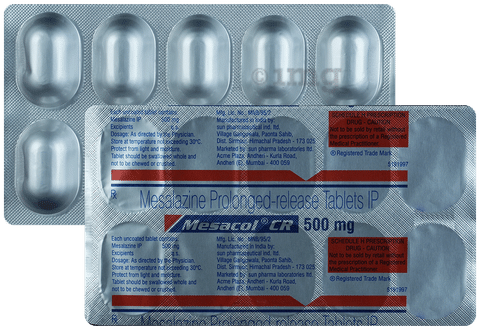 1mg
Each uncoated tablet contains:
Mesalazine IP 500 mg
Excipients q.s.
Dosage: As directed by the Physician.
Store at temperature not exceeding 30°C.
Protect from light and moisture.
Tablet should be swallowed whole and
not to be chewed or crushed.
Mfg. Lic. No.: MNB/95/2
Manufactured in India by:
sun pharmaceutical ind. ltd.
Village Ganguwala, Paonta Sahib,
Dist. Sirmour, Himachal Pradesh - 173 025
Marketed by sun pharma laboratories ltd.
Acme Plaza, Andheri - Kurla Road,
Andheri (E), Mumbai - 400 059
SCHEDULE H PRESCRIPTION
DRUG - CAUTION
not to be sold by retail without
the prescription of a Registered
Medical Practitioner.
® Registered Trade Mark
5181997
Rx
Mesalazine Prolonged-release Tablets IP
Mesacol® CR 500 mg
Each uncoated tablet contains:
Mesalazine IP 500 mg
Excipients q.s.
Dosage: As directed by the Physician.
Store at temperature not exceeding 30°C.
Protect from light and moisture.
Tablet should be swallowed whole and
not to be chewed or crushed.
Mfg. Lic. No.: MNB/95/2
Manufactured in India by:
sun pharmaceutical ind. ltd.
Village Ganguwala, Paonta Sahib,
Dist. Sirmour, Himachal Pradesh - 173 025
Marketed by sun pharma laboratories ltd.
Acme Plaza, Andheri - Kurla Road,
Andheri (E), Mumbai - 400 059
SCHEDULE H PRESCRIPTION
DRUG - CAUTION
not to be sold by retail without
the prescription of a Registered
Medical Practitioner.
® Registered Trade Mark
5181997
Rx